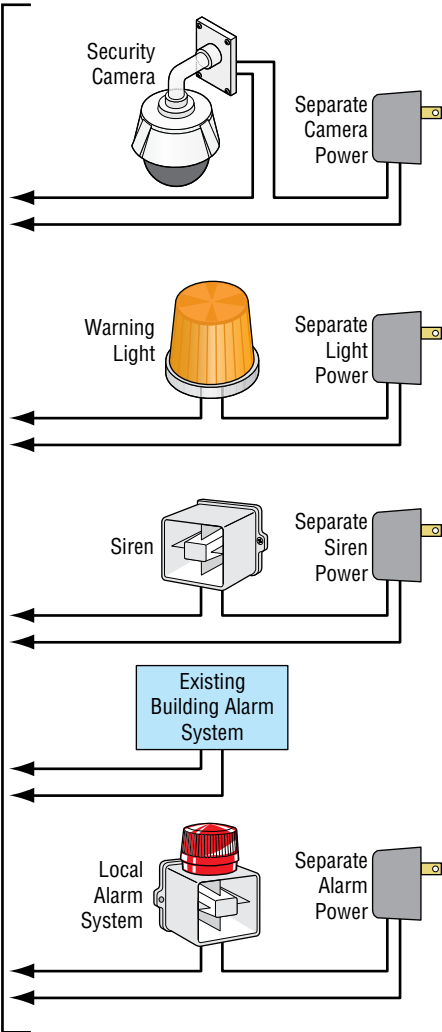 Security
Camera
Separate
Camera
Power
Warning
Light
Separate
Light
Power
Siren
Separate
Siren
Power
Existing
Building Alarm
System
Local
Alarm
System
Separate
Alarm
Power